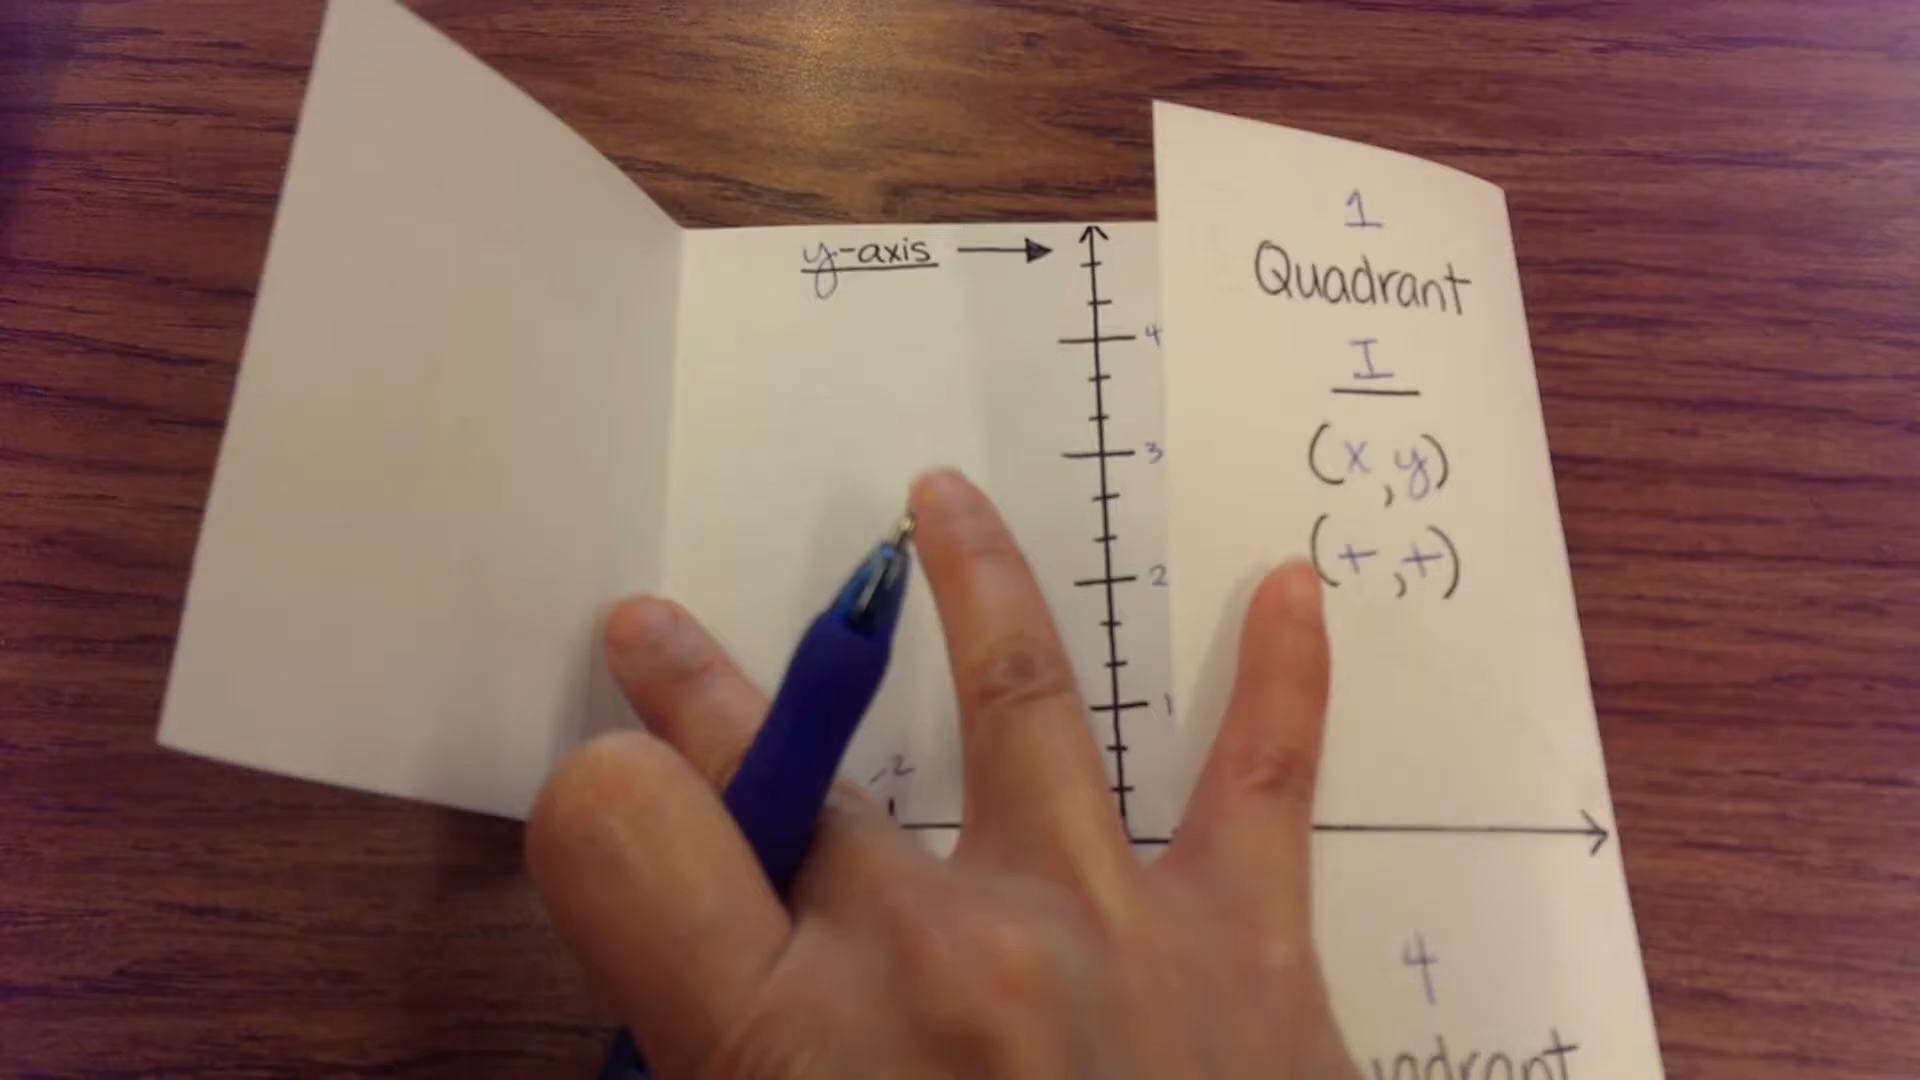 y-axis
4
3
2
1
-2
1
Quadrant
I
(x,y)
(+,+)
4